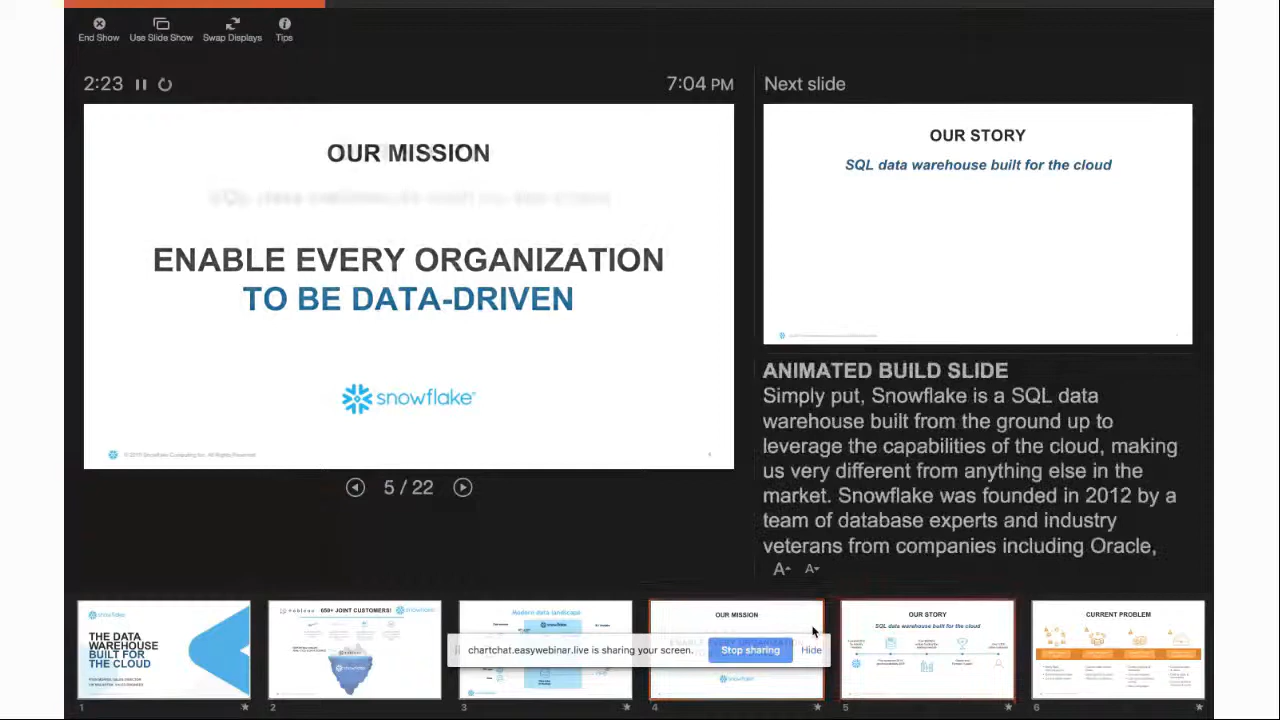 End Show
Use Slide Show
Swap Displays
Tips
2:23
7:04 PM
Next slide
OUR MISSION
ENABLE EVERY ORGANIZATION
TO BE DATA-DRIVEN
snowflake
5 / 22
OUR STORY
SQL data warehouse built for the cloud
ANIMATED BUILD SLIDE
Simply put, Snowflake is a SQL data
warehouse built from the ground up to
leverage the capabilities of the cloud, making
us very different from anything else in the
market. Snowflake was founded in 2012 by a
team of database experts and industry
veterans from companies including Oracle,
snowflake
THE DATA
WAREHOUSE
BUILT FOR
THE CLOUD
1
650+ JOINT CUSTOMERS!
snowflake
2
Modern data landscape
3
OUR MISSION
snowflake
4
OUR STORY
SQL data warehouse built for the cloud
5
CURRENT PROBLEM
6
chartchat.easywebinar.live is sharing your screen.
Stop sharing
Hide